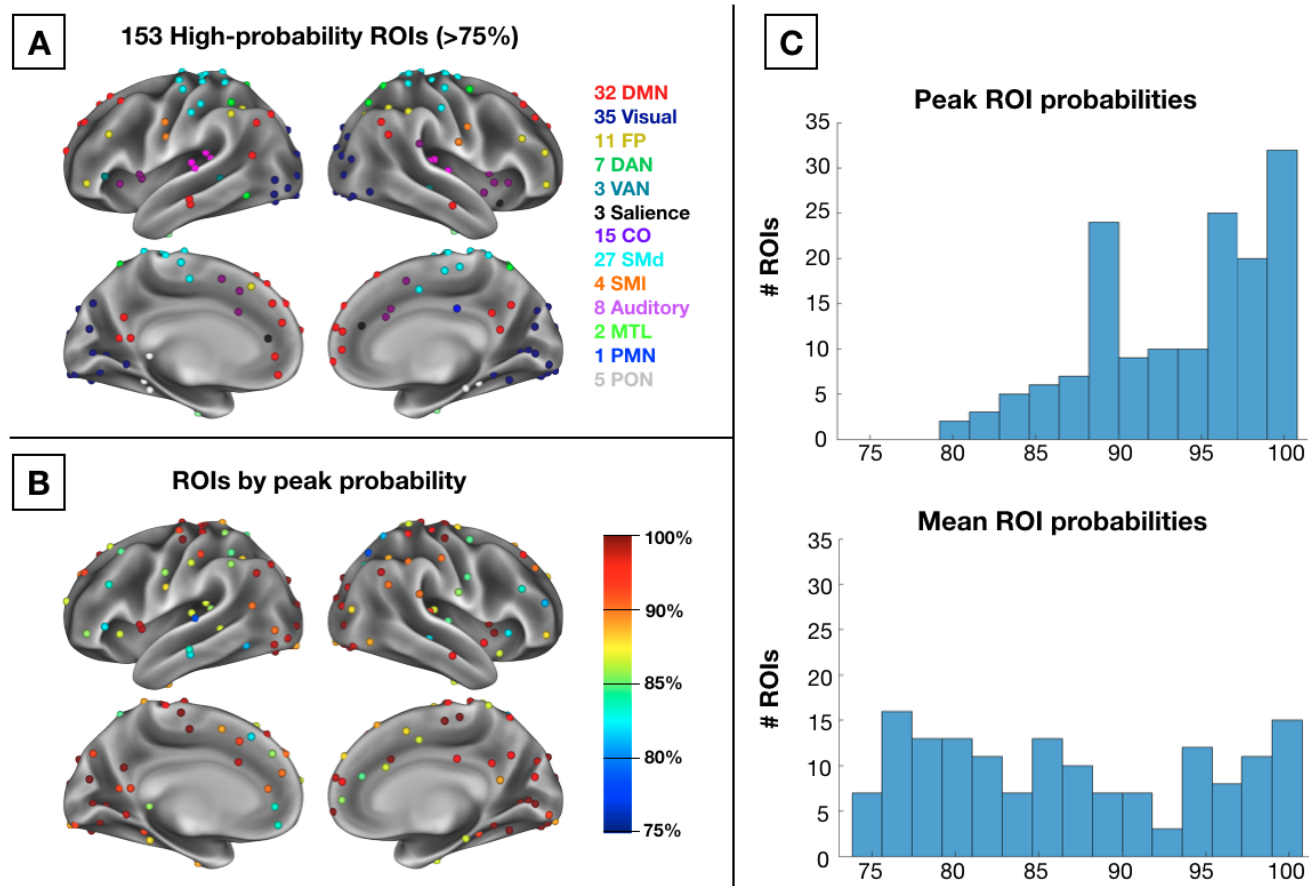 A
153 High-probability ROIs (>75%)
32 DMN
35 Visual
11 FP
7 DAN
3 VAN
3 Salience
15 CO
27 SMd
4 SMl
8 Auditory
2 MTL
1 PMN
5 PON
B
ROIs by peak probability
100%
90%
85%
80%
75%
C
Peak ROI probabilities
# ROIs
35
30
25
20
15
10
5
0
75 80 85 90 95 100
Mean ROI probabilities
# ROIs
35
30
25
20
15
10
5
0
75 80 85 90 95 100